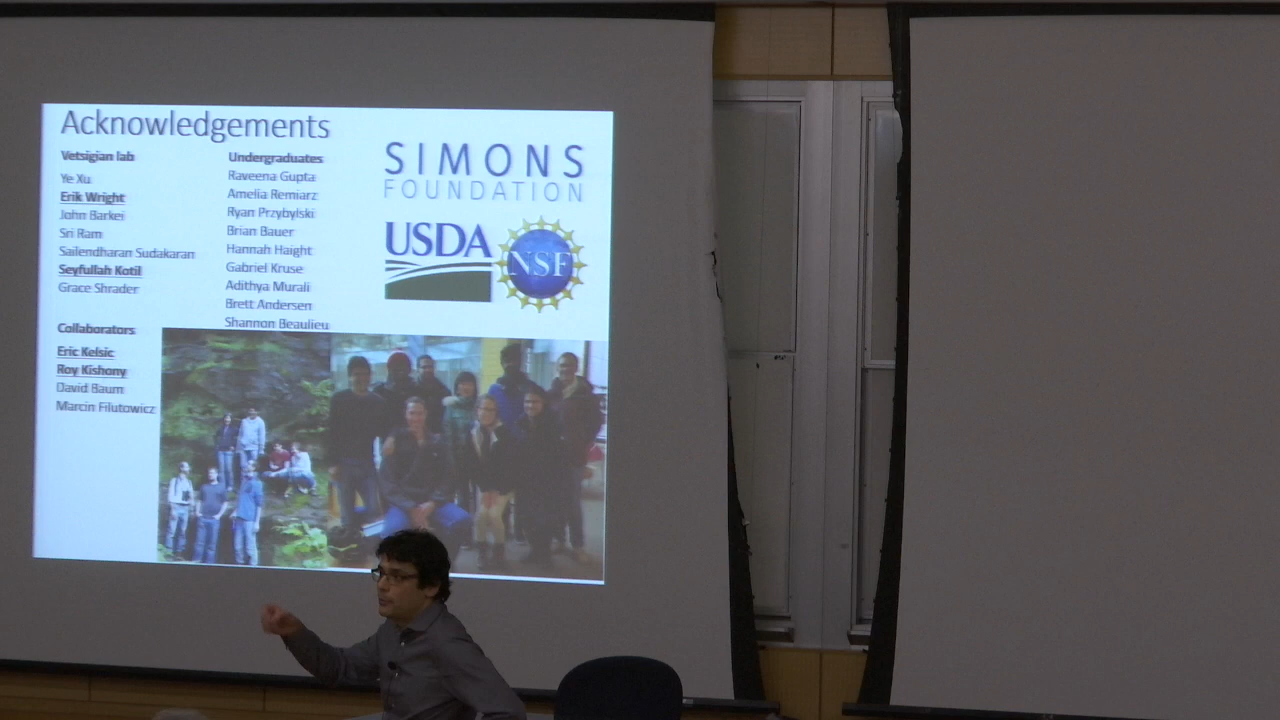 Acknowledgements
Vetsigian lab
Ye Xu
Erik Wright
John Barkei
Sri Ram
Sailendharan Sudakaran
Seyfullah Kotil
Grace Shrader
Collaborators
Eric Kelsic
Roy Kishony
David Baum
Marcin Filutowicz
Undergraduates
Raveena Gupta
Amelia Remiarz
Ryan Przybylski
Brian Bauer
Hannah Haight
Gabriel Kruse
Adithya Murali
Brett Andersen
Shannon Beaulieu
SIMONS
FOUNDATION
USDA
NSF